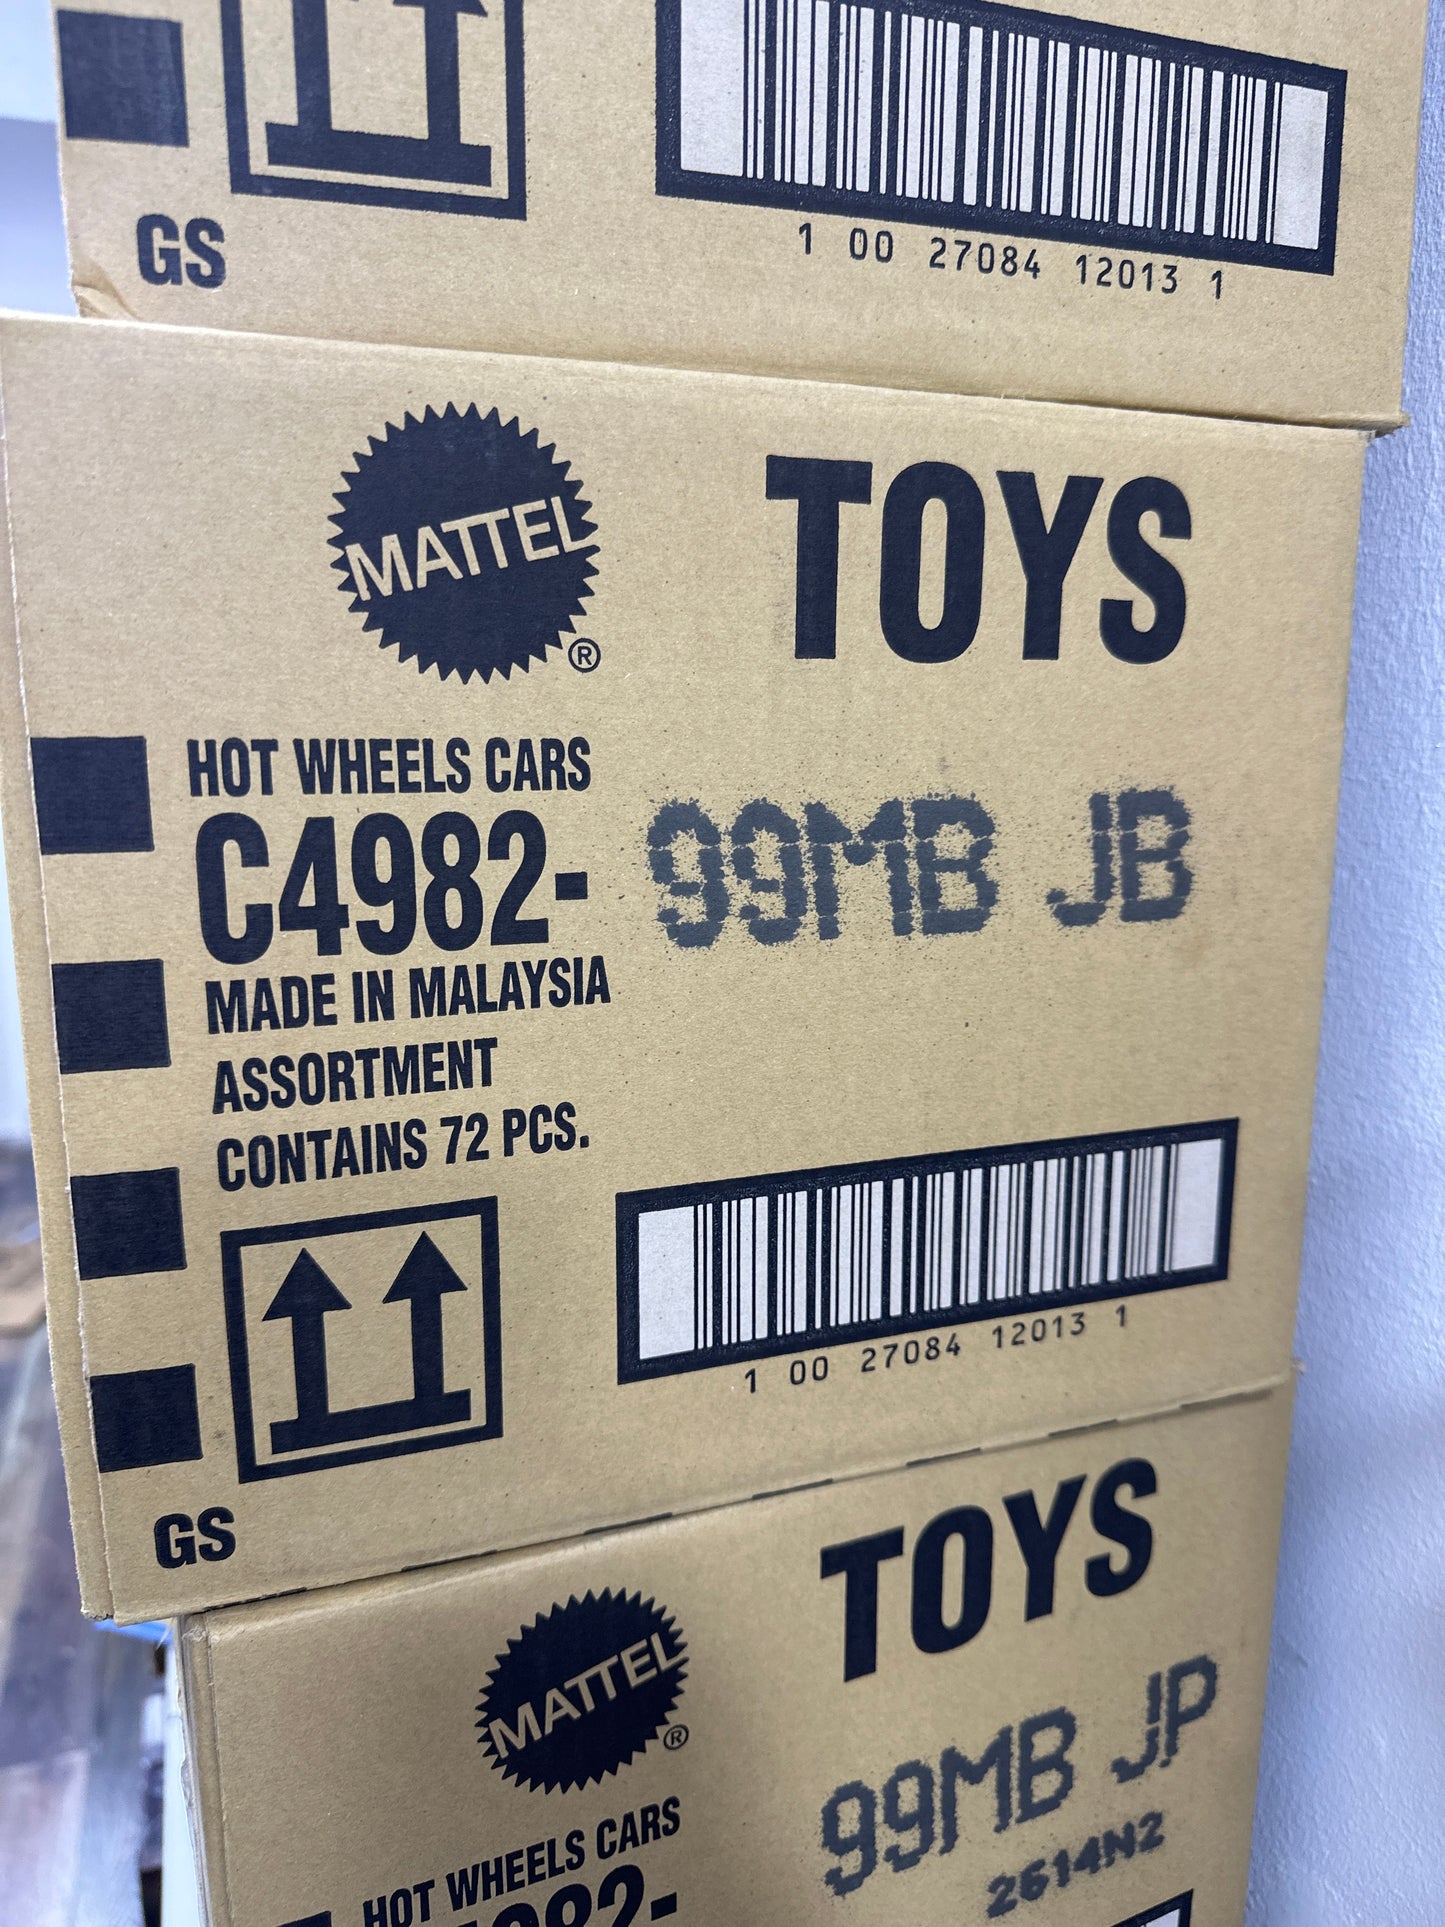 GS
1 00 27084 12013 1
MATTEL
®
TOYS
HOT WHEELS CARS
C4982-
99MB JB
MADE IN MALAYSIA
ASSORTMENT
CONTAINS 72 PCS.
1 00 27084 12013 1
GS
TOYS
MATTEL
®
99MB JP
2614N2
HOT WHEELS CARS